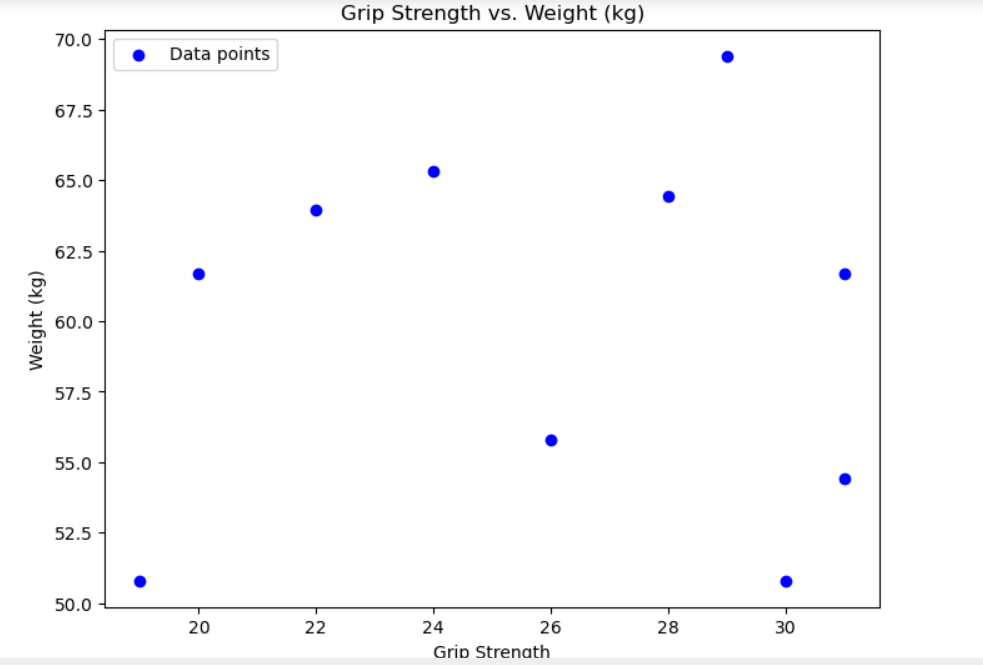 Grip Strength vs. Weight (kg)
Data points
70.0
67.5
65.0
62.5
60.0
57.5
55.0
52.5
50.0
Weight (kg)
20 22 24 26 28 30
Grip Strength